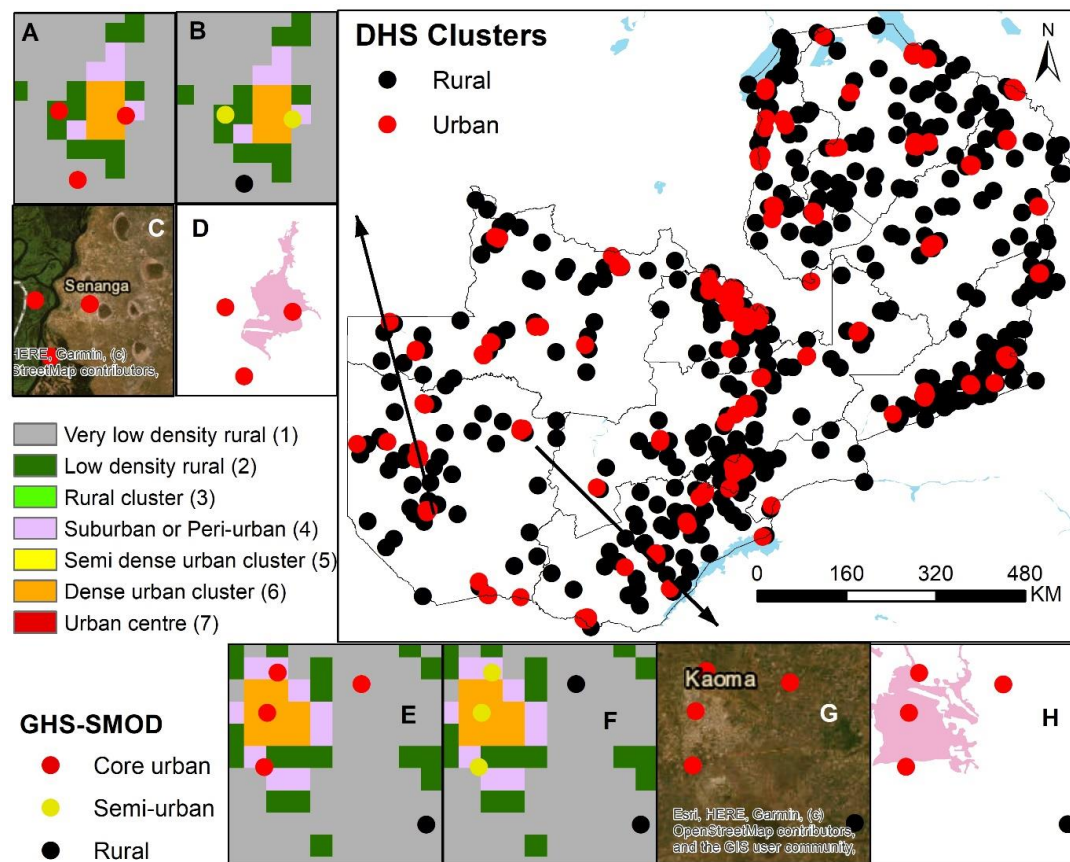 A
B
DHS Clusters
Rural
Urban
N
C
Senanga
HERE, Garmin, (c)
StreetMap contributors,
D
Very low density rural (1)
Low density rural (2)
Rural cluster (3)
Suburban or Peri-urban (4)
Semi dense urban cluster (5)
Dense urban cluster (6)
Urban centre (7)
0 160 320 480
KM
GHS-SMOD
Core urban
Semi-urban
Rural
E
F
Kaoma
G
Esri, HERE, Garmin, (c)
OpenStreetMap contributors,
and the GIS user community,
H